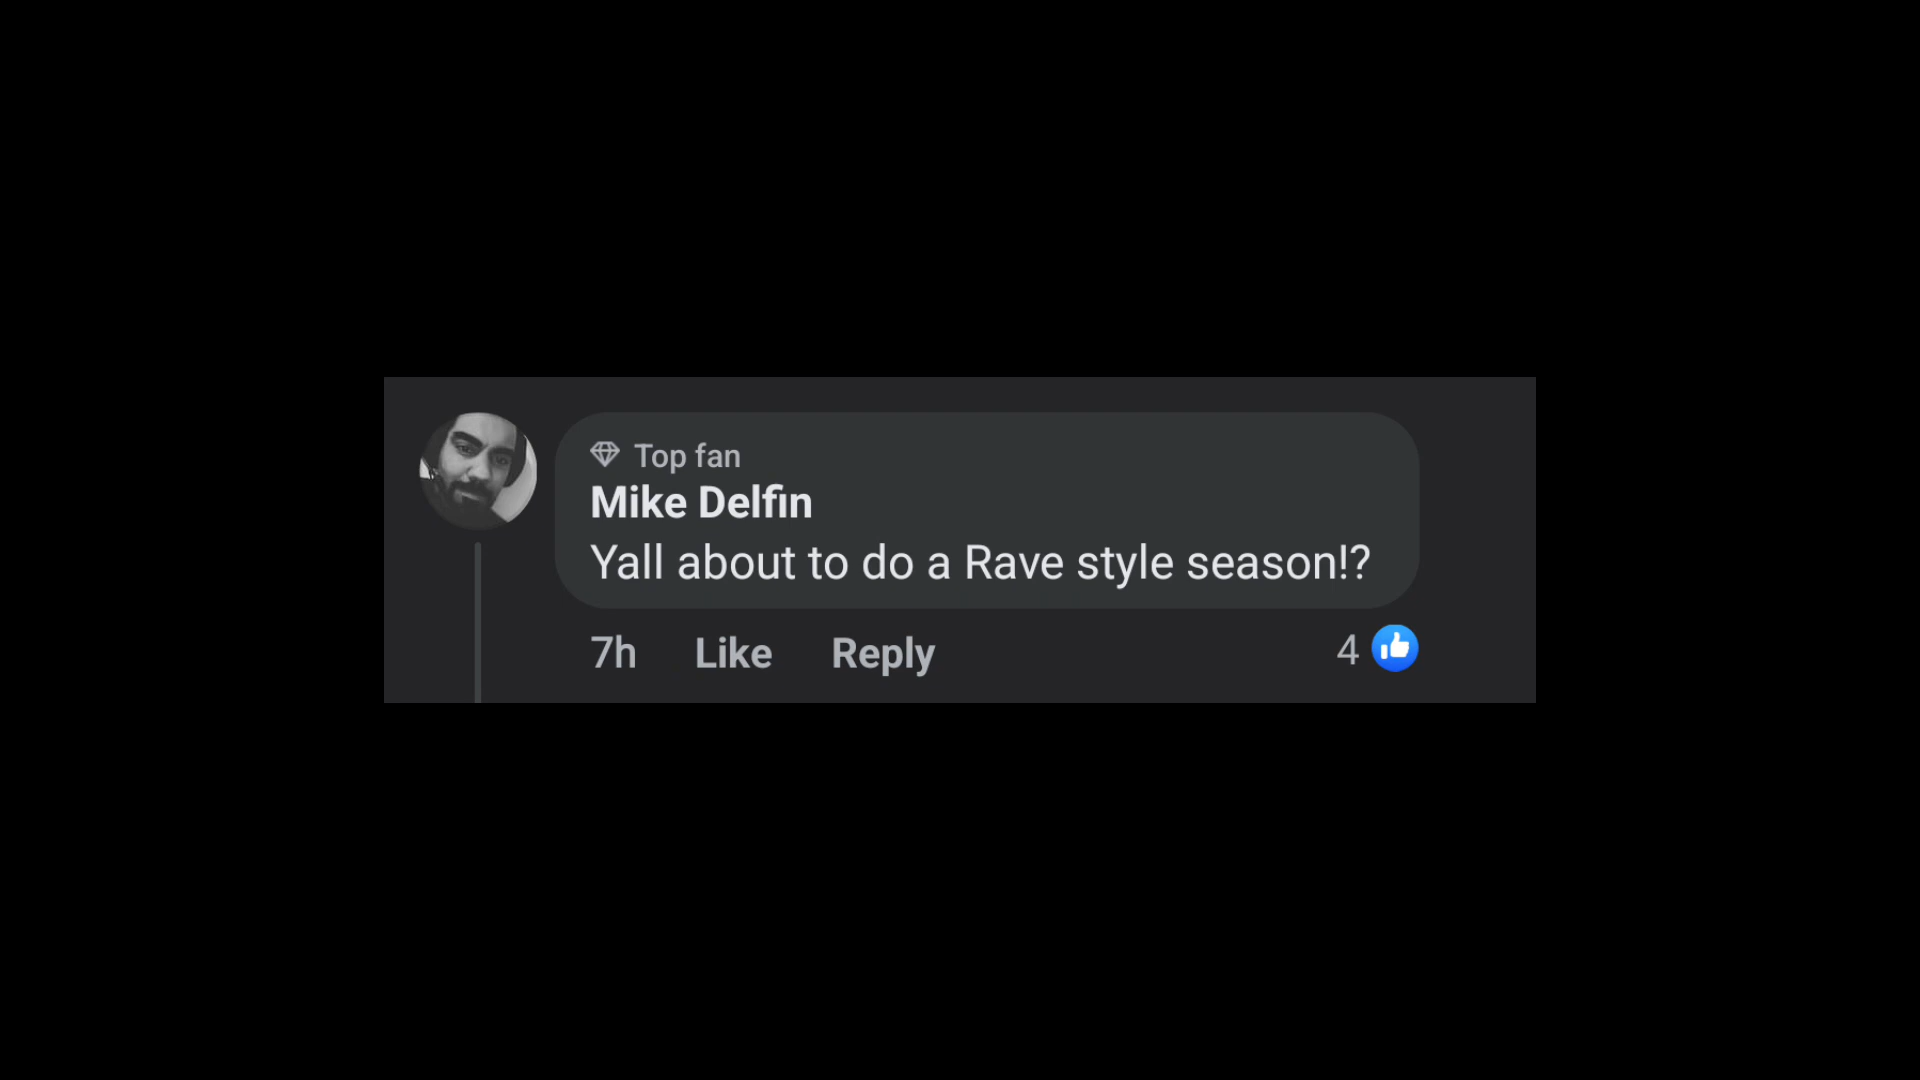 Top fan
Mike Delfin
Yall about to do a Rave style season!?
7h Like Reply 4